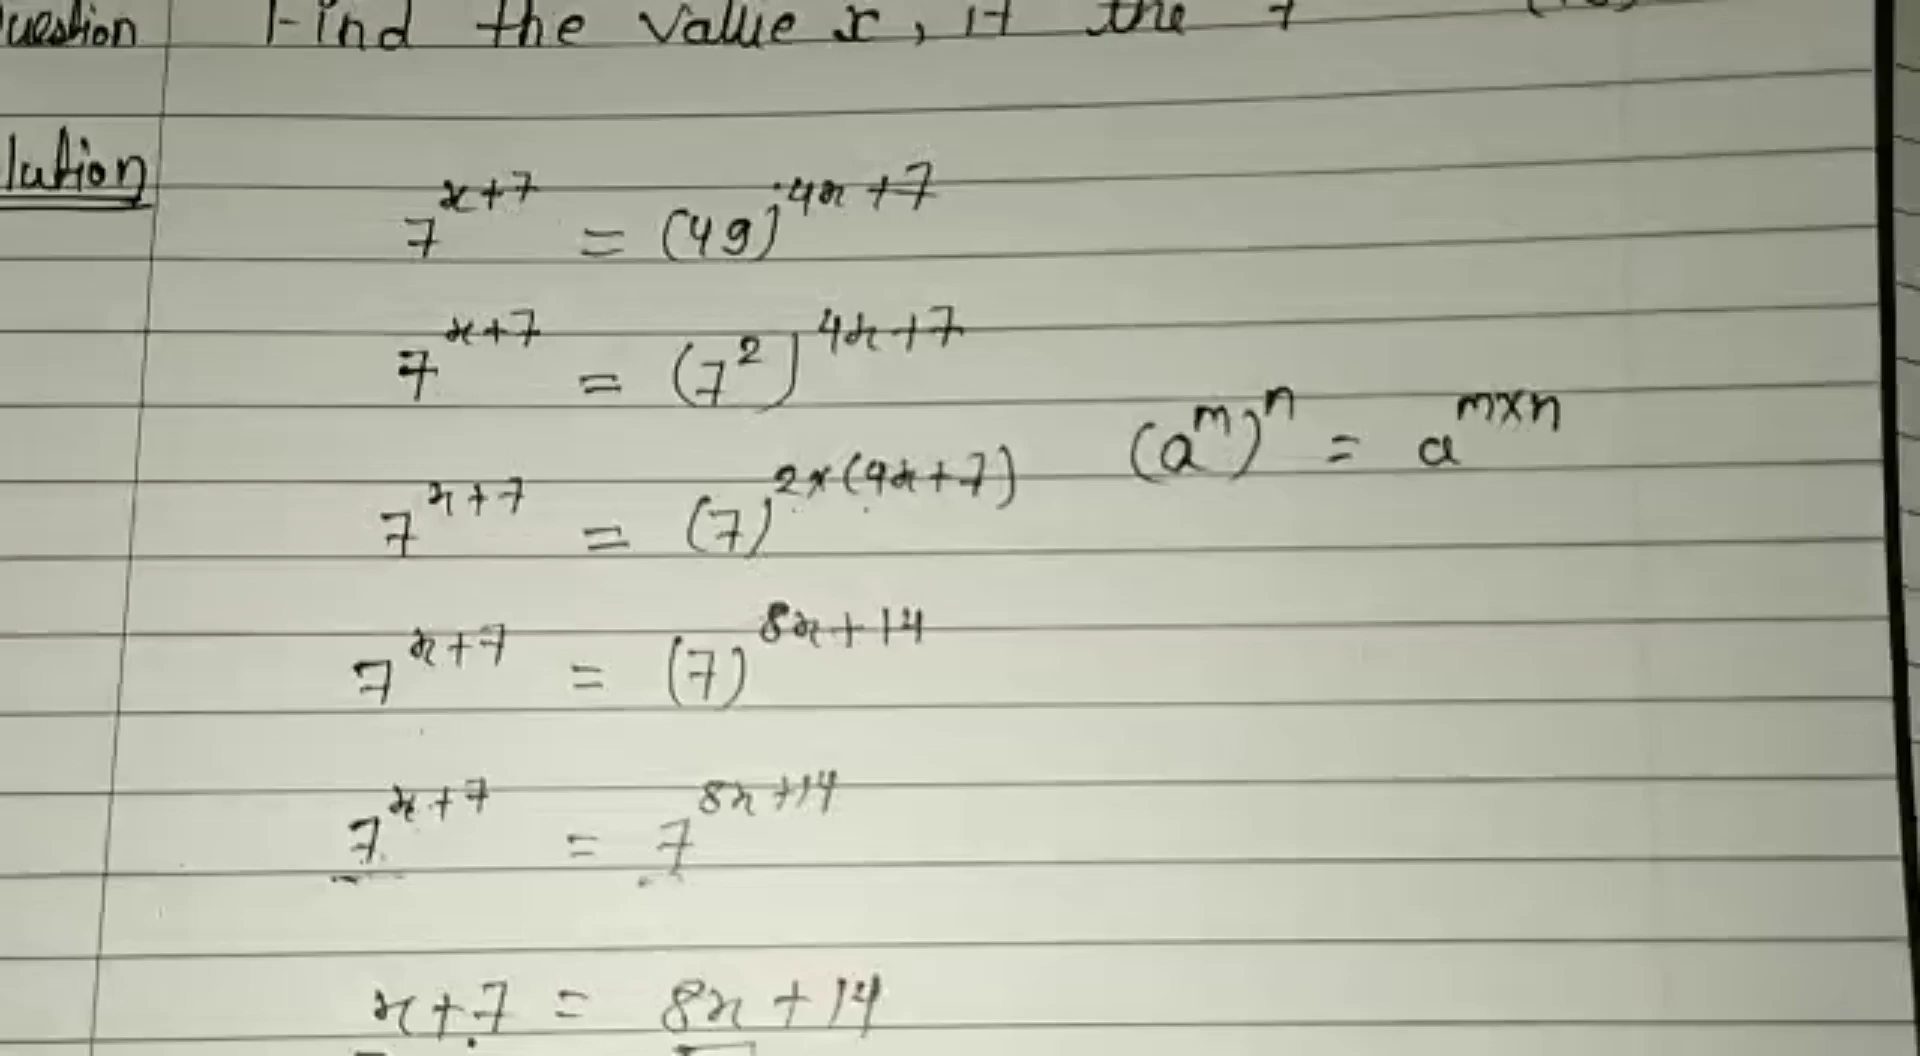 uestion Find the value x, if the 7
lution
7^{x+7} = (49)^{4x+7}
7^{x+7} = (7^2)^{4x+7}
(a^m)^n = a^{m×n}
7^{x+7} = (7)^{2×(4x+7)}
7^{x+7} = (7)^{8x+14}
7^{x+7} = 7^{8x+14}
x+7 = 8x+14